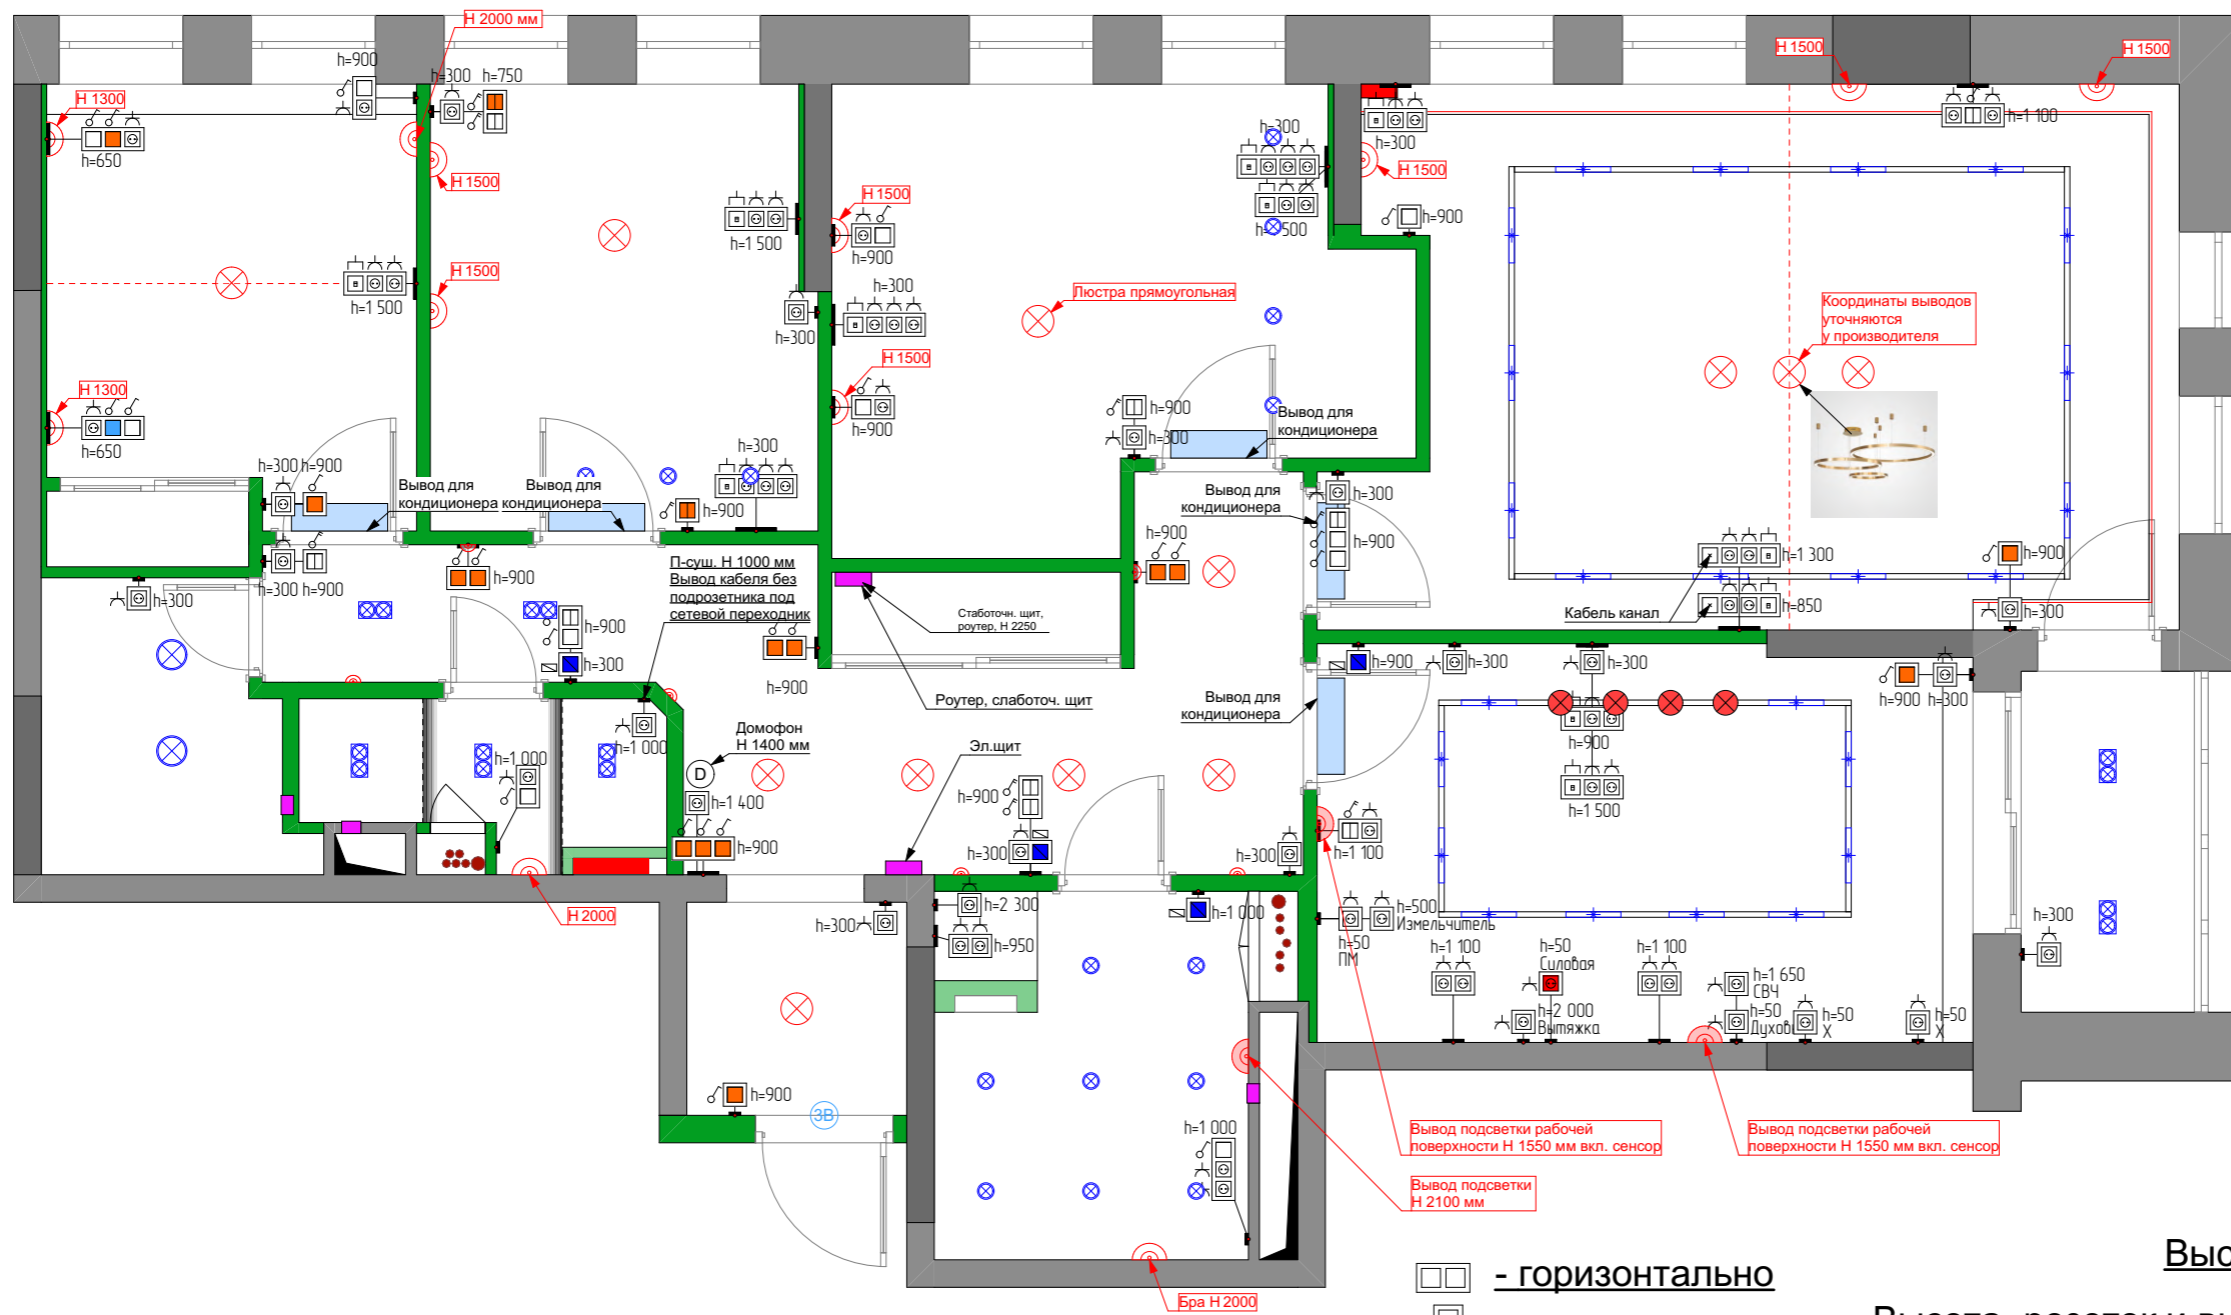 H 2000 мм
h=900
h=300 h=750
H 1300
h=650
H 1500
H 1500
H 1500
h=300
h=300
H 1500
h=1 100
h=900
H 1500
h=900
h=1 500
h=300
h=1 500
H 1500
h=300
h=300
Люстра прямоугольная
Координаты выводов
уточняются
у производителя
H 1500
h=900
H 1300
h=650
h=900
h=300
Вывод для
кондиционера
h=300 h=900
Вывод для
кондиционера
Вывод для
кондиционера
h=300
h=900
Вывод для
кондиционера
h=300
h=900
h=300 h=900
h=900
h=900
h=1 300
h=850
Кабель канал
h=900
h=300
h=300
П-суш. H 1000 мм
Вывод кабеля без
подрозетника под
сетевой переходник
Стаботочн. щит,
роутер, H 2250
h=900
h=300
h=900
h=900
h=300
h=300
h=900 h=300
Роутер, слаботоч. щит
Вывод для
кондиционера
h=1 000
h=1 000
Домофон
H 1400 мм
D
h=1 400
Эл.щит
h=900
h=900
h=1 500
h=900
h=300
h=300
h=1 100
H 2000
h=300
h=2 300
h=950
h=1 000
h=500
Измельчитель
h=50
ПМ
h=1 100
h=50
Силовая
h=2 000
Вытяжка
h=1 100
h=1 650
СВЧ
h=50
h=50
X
h=50
X
h=300
h=900
ЗВ
h=1 000
Вывод подсветки рабочей
поверхности H 1550 мм вкл. сенсор
Вывод подсветки рабочей
поверхности H 1550 мм вкл. сенсор
Вывод подсветки
H 2100 мм
Бра H 2000
- горизонтально